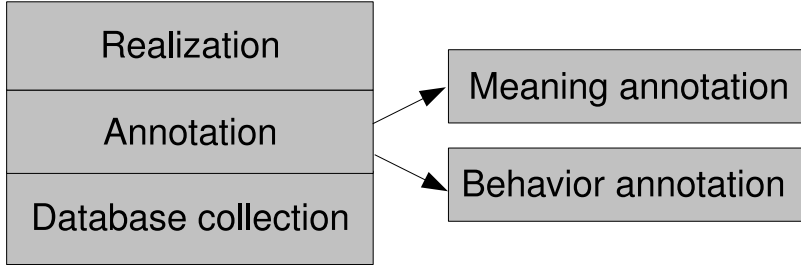 Realization
Annotation
Database collection
Meaning annotation
Behavior annotation